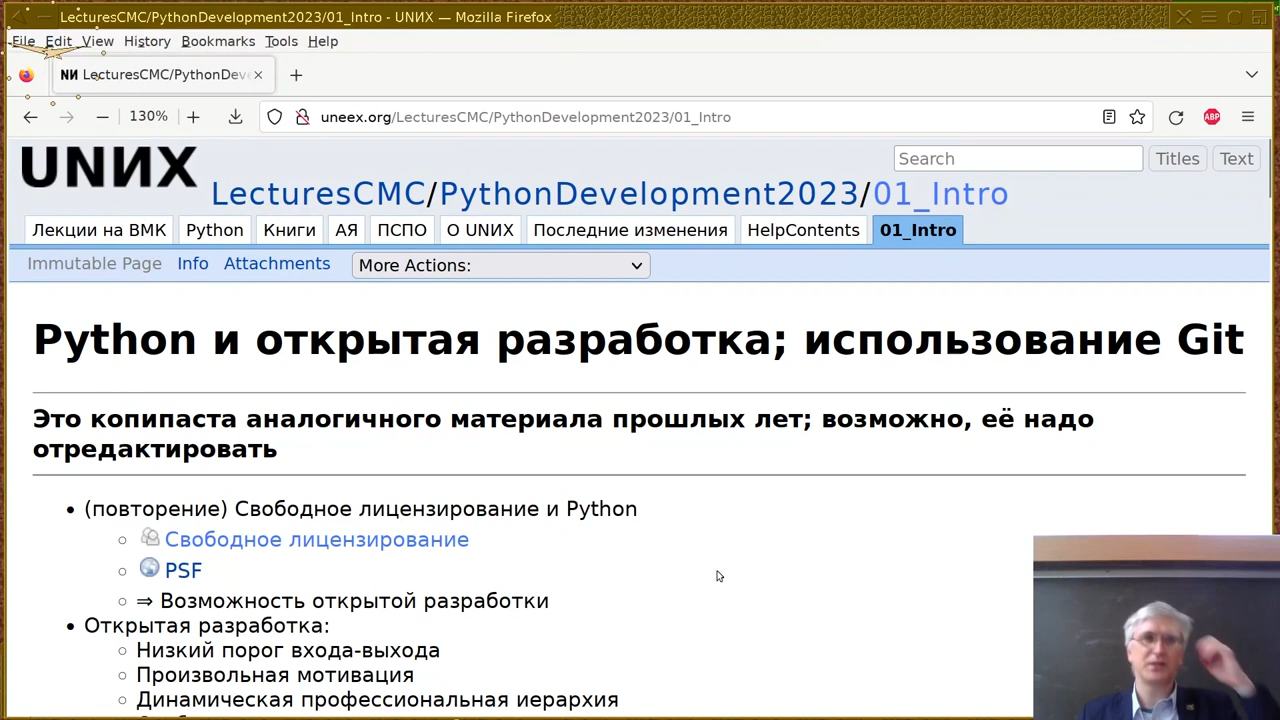 LecturesCMC/PythonDevelopment2023/01_Intro - UNИX — Mozilla Firefox
File Edit View History Bookmarks Tools Help
NИ LecturesCMC/PythonDeve
130%
uneex.org/LecturesCMC/PythonDevelopment2023/01_Intro
ABP
UNИX
Search Titles Text
LecturesCMC/PythonDevelopment2023/01_Intro
Лекции на ВМК Python Книги АЯ ПСПО О UNIX Последние изменения HelpContents 01_Intro
Immutable Page Info Attachments More Actions:
Python и открытая разработка; использование Git
Это копипаста аналогичного материала прошлых лет; возможно, её надо
отредактировать
(повторение) Свободное лицензирование и Python
Свободное лицензирование
PSF
⇒ Возможность открытой разработки
Открытая разработка:
Низкий порог входа-выхода
Произвольная мотивация
Динамическая профессиональная иерархия